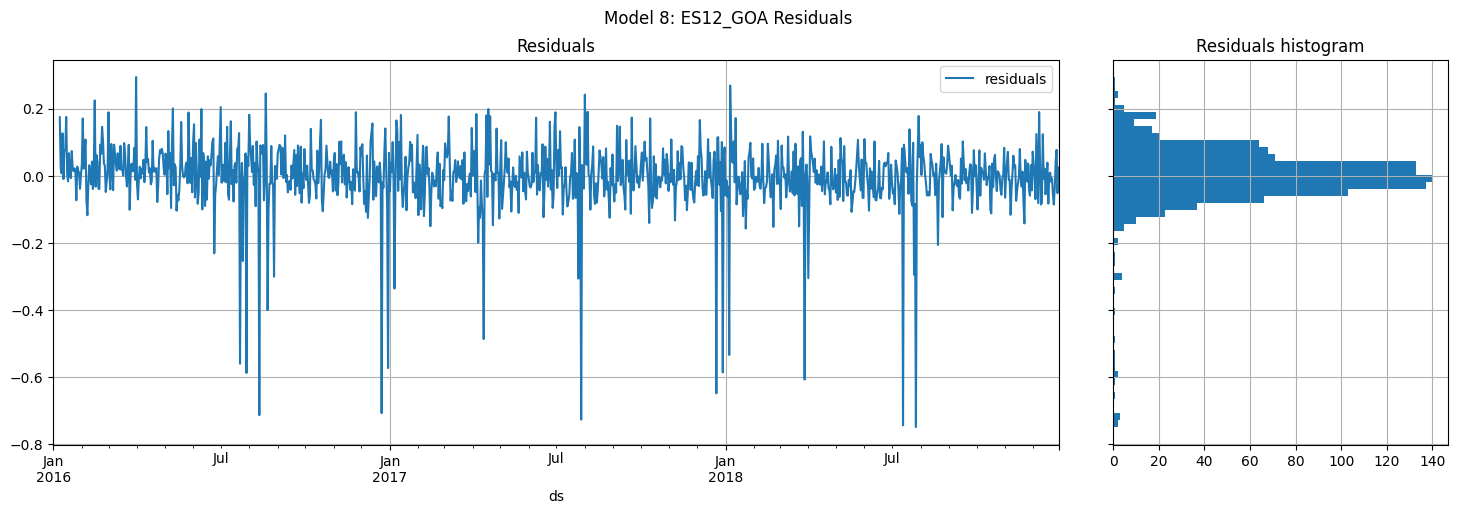 Model 8: ES12_GOA Residuals
Residuals
Residuals histogram
residuals
0.2
0.0
−0.2
−0.4
−0.6
−0.8
Jan
2016
Jul
Jan
2017
Jul
Jan
2018
Jul
ds
0 20 40 60 80 100 120 140